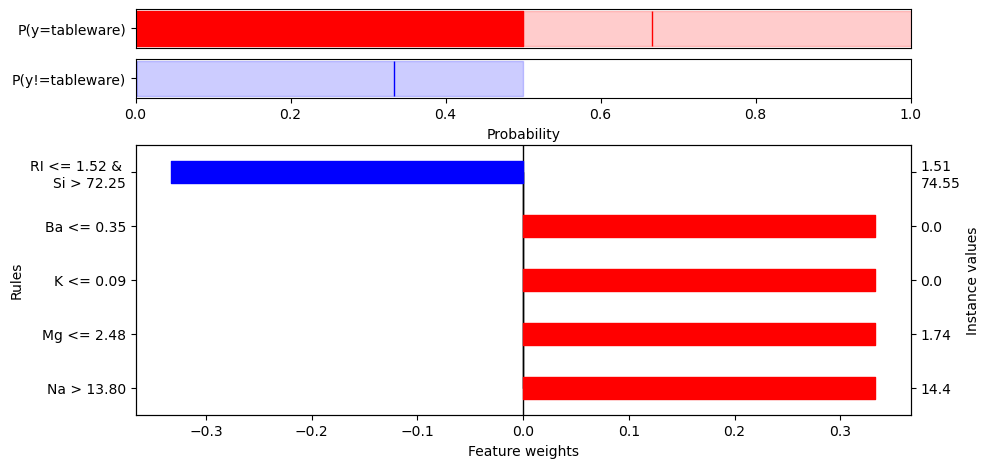 P(y=tableware)
P(y!=tableware)
0.0 0.2 0.4 0.6 0.8 1.0
Probability
RI <= 1.52 &
Si > 72.25
Ba <= 0.35
K <= 0.09
Mg <= 2.48
Na > 13.80
Rules
1.51
74.55
0.0
0.0
1.74
14.4
Instance values
−0.3 −0.2 −0.1 0.0 0.1 0.2 0.3
Feature weights